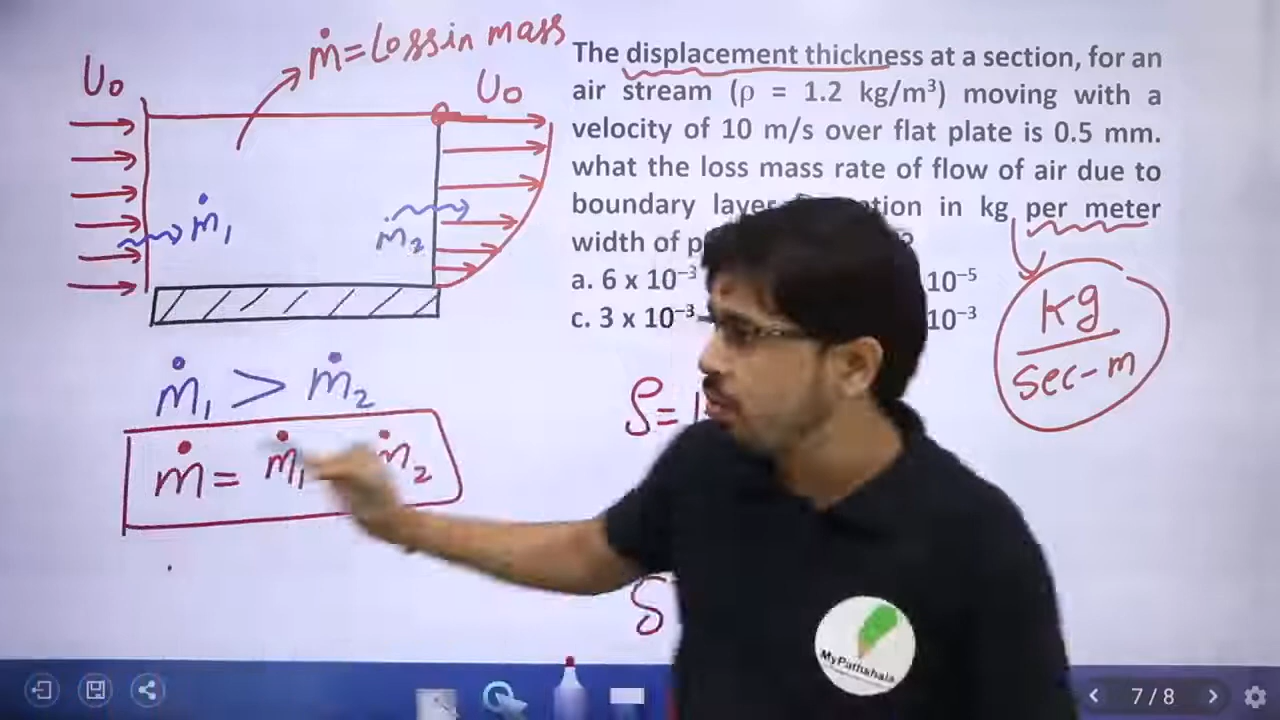 ṁ = Loss in mass
U₀
U₀
ṁ₁
ṁ₂
ṁ₁ > ṁ₂
ṁ = ṁ₁ ṁ₂
The displacement thickness at a section, for an
air stream (ρ = 1.2 kg/m³) moving with a
velocity of 10 m/s over flat plate is 0.5 mm.
what the loss mass rate of flow of air due to
boundary layer in kg per meter
width of
a. 6 x 10⁻³ 10⁻⁵
c. 3 x 10⁻³ 10⁻³
kg
sec-m
δ
MyPathshala
7 / 8